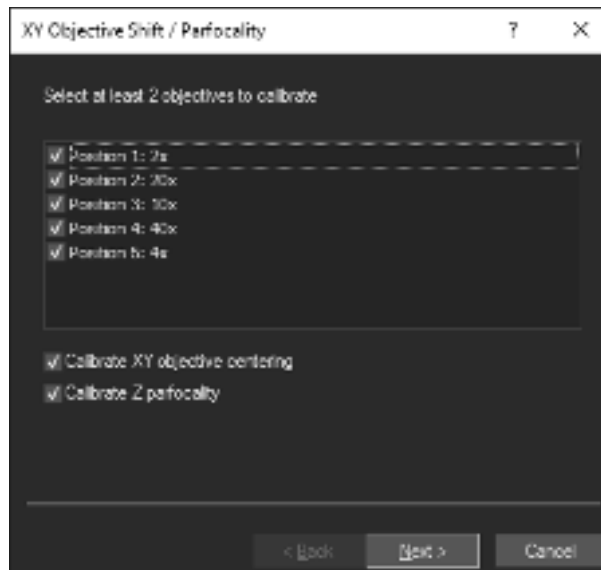 XY Objective Shift / Parfocality ? ×
Select at least 2 objectives to calibrate
Position 1: 2x
Position 2: 20x
Position 3: 10x
Position 4: 40x
Position 5: 4x
Calibrate XY objective centering
Calibrate Z parfocality
< Back Next > Cancel